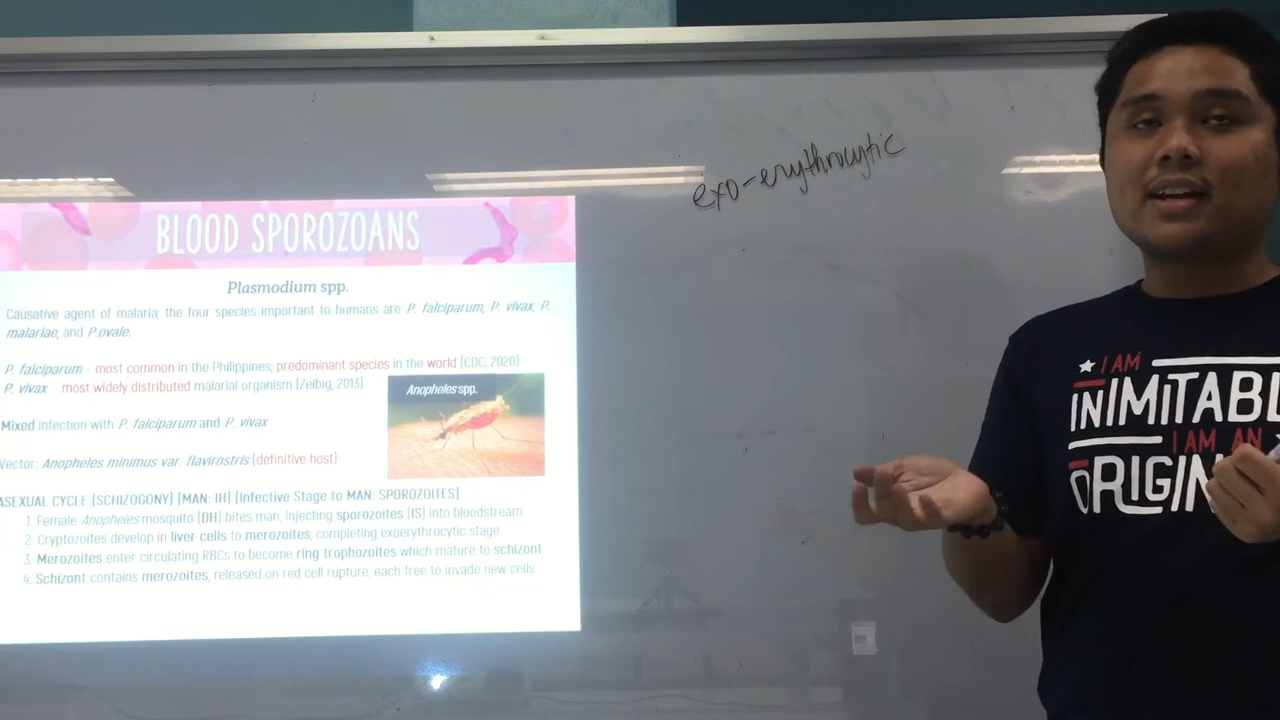 exo-erythrocytic
BLOOD SPOROZOANS
Plasmodium spp.
Causative agent of malaria; the four species important to humans are P. falciparum, P. vivax, P.
malariae, and P.ovale.
P. falciparum - most common in the Philippines; predominant species in the world (CDC, 2020)
P. vivax - most widely distributed malarial organism (Zeibig, 2013)
Anopheles spp.
Mixed infection with P. falciparum and P. vivax
Vector: Anopheles minimus var. flavirostris (definitive host)
ASEXUAL CYCLE (SCHIZOGONY) [MAN: IH] [Infective Stage to MAN: SPOROZOITES]
1. Female Anopheles mosquito [DH] bites man, injecting sporozoites [IS] into bloodstream
2. Cryptozoites develop in liver cells to merozoites, completing exoerythrocytic stage
3. Merozoites enter circulating RBCs to become ring trophozoites which mature to schizont
4. Schizont contains merozoites, released on red cell rupture, each free to invade new cells
I AM
INIMITABL
I AM AN
ORIGIN